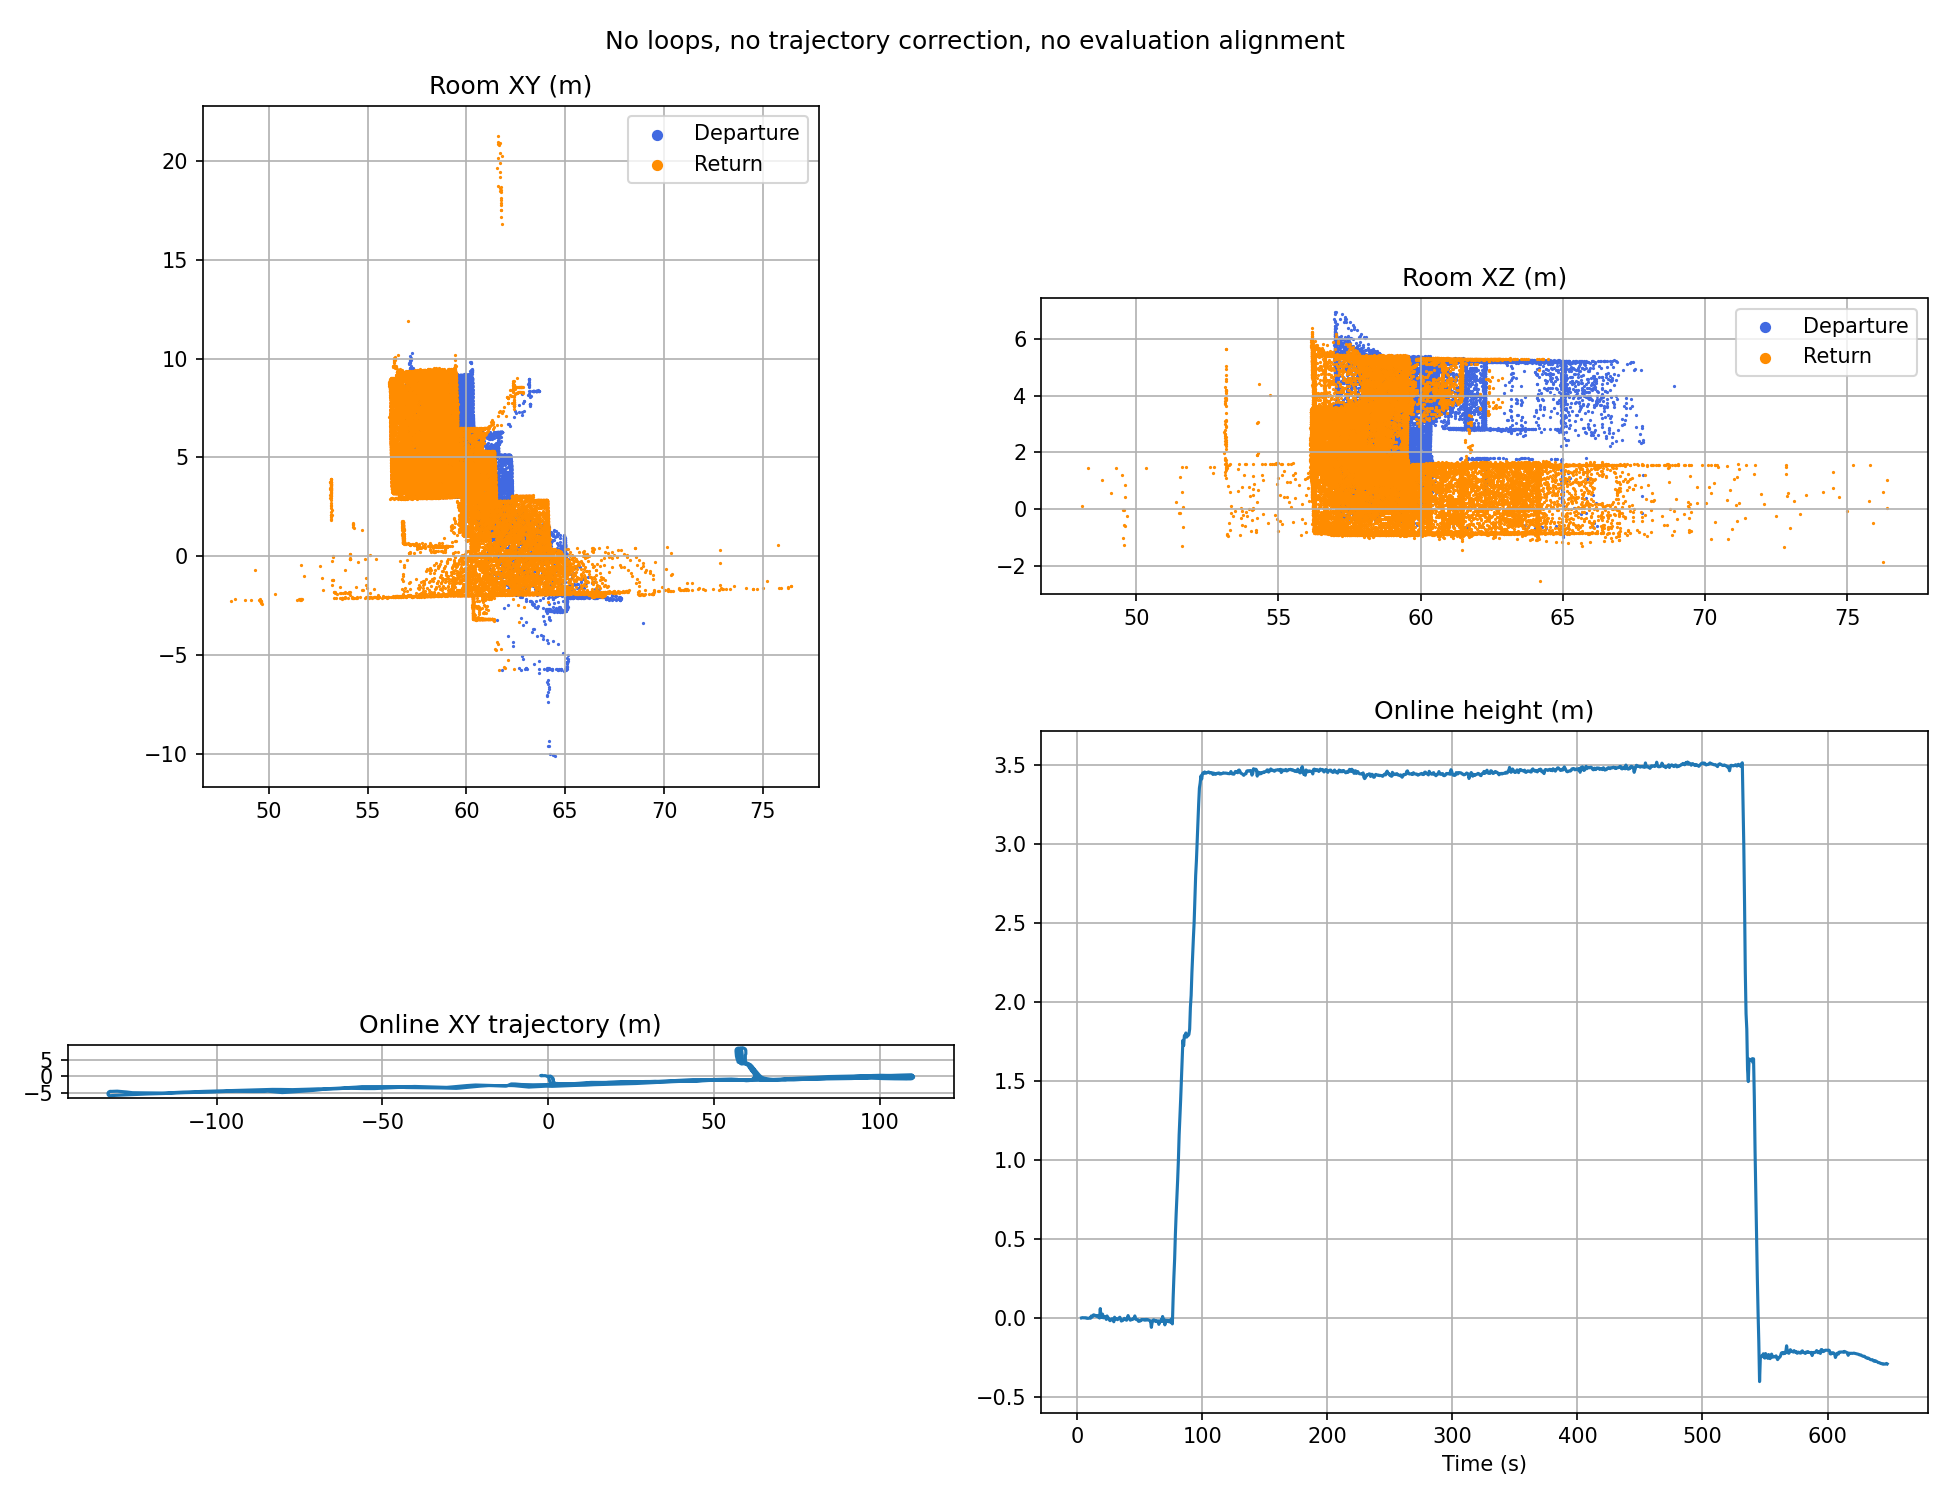 No loops, no trajectory correction, no evaluation alignment
Room XY (m)
Departure
Return
20
15
10
5
0
−5
−10
50 55 60 65 70 75
Room XZ (m)
Departure
Return
6
4
2
0
−2
50 55 60 65 70 75
Online XY trajectory (m)
5
0
−5
−100 −50 0 50 100
Online height (m)
3.5
3.0
2.5
2.0
1.5
1.0
0.5
0.0
−0.5
0 100 200 300 400 500 600
Time (s)